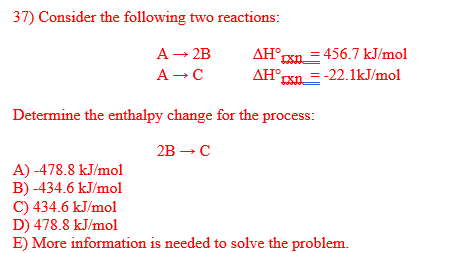 37) Consider the following two reactions:
A → 2B ΔH°rxn = 456.7 kJ/mol
A → C ΔH°rxn = -22.1kJ/mol
Determine the enthalpy change for the process:
2B → C
A) -478.8 kJ/mol
B) -434.6 kJ/mol
C) 434.6 kJ/mol
D) 478.8 kJ/mol
E) More information is needed to solve the problem.